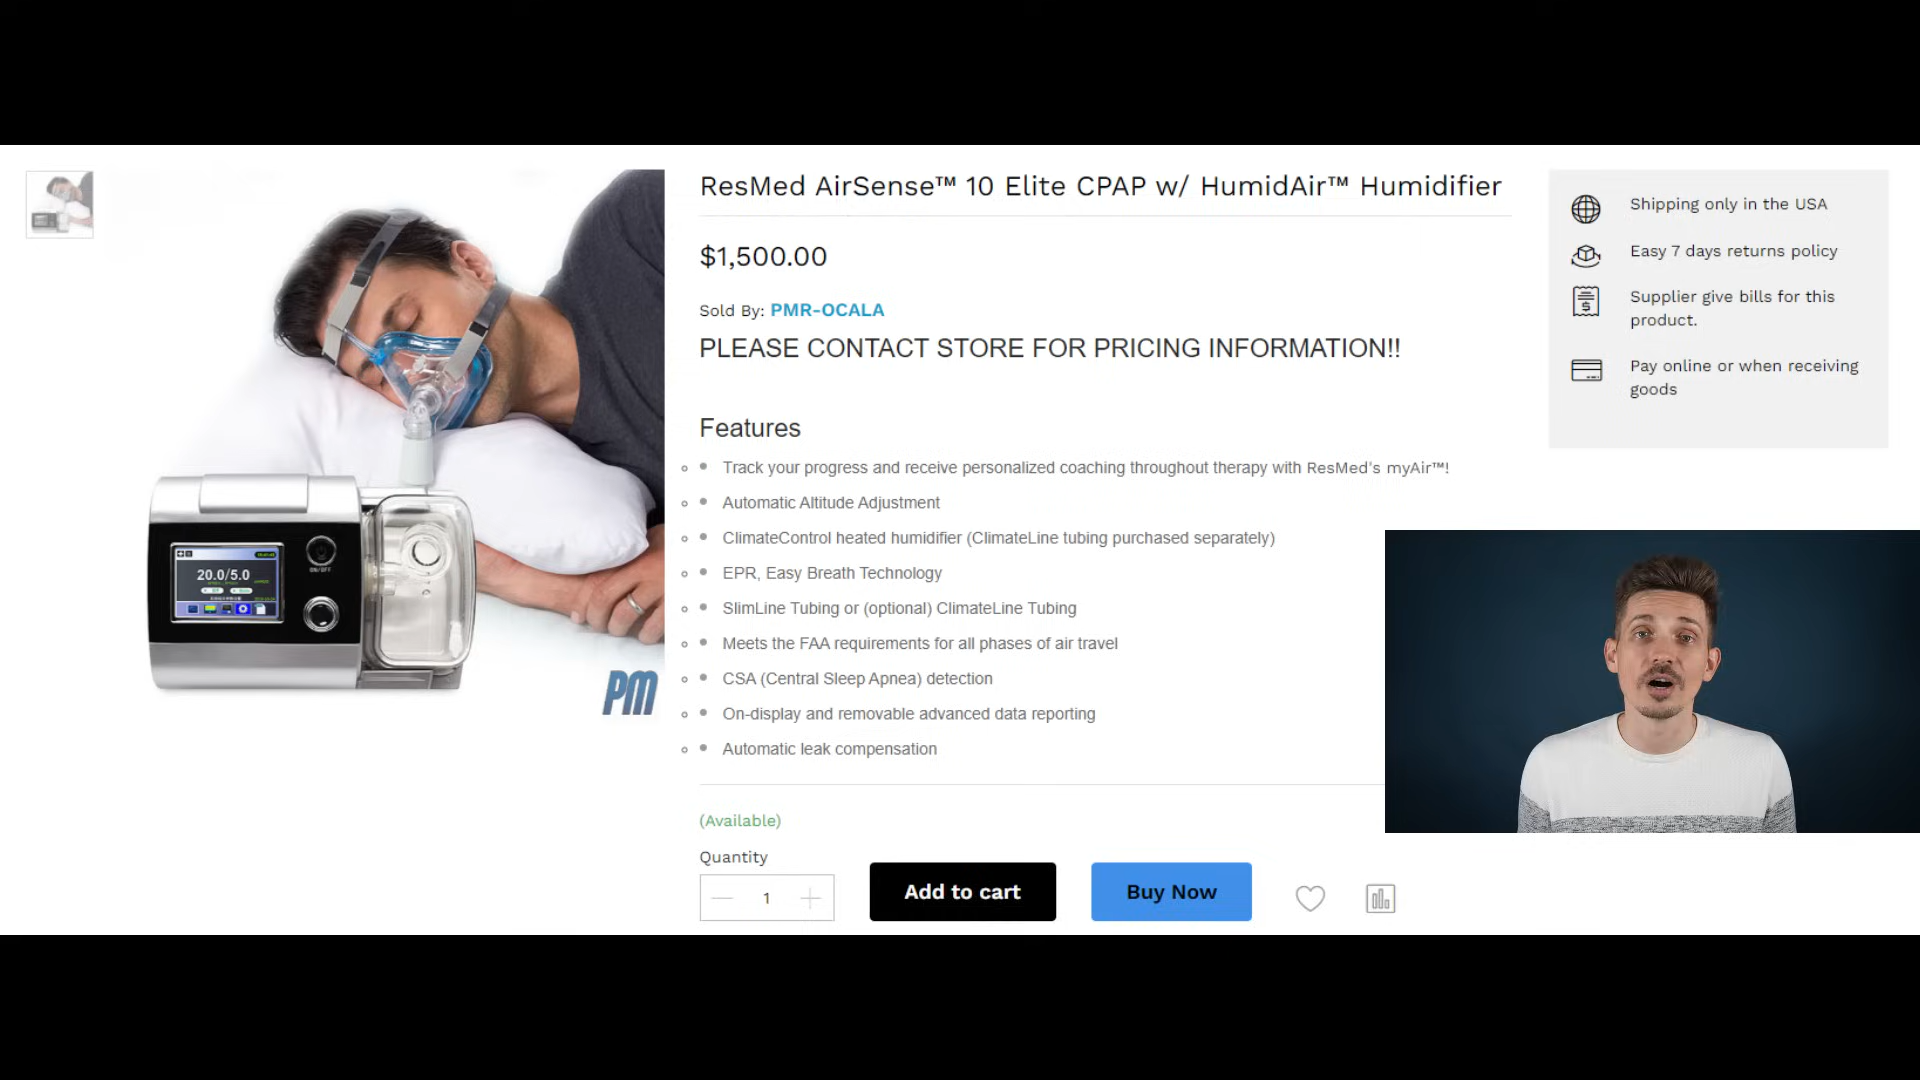 ResMed AirSense™ 10 Elite CPAP w/ HumidAir™ Humidifier
$1,500.00
Sold By: PMR-OCALA
PLEASE CONTACT STORE FOR PRICING INFORMATION!!
Features
Track your progress and receive personalized coaching throughout therapy with ResMed's myAir™!
Automatic Altitude Adjustment
ClimateControl heated humidifier (ClimateLine tubing purchased separately)
EPR, Easy Breath Technology
SlimLine Tubing or (optional) ClimateLine Tubing
Meets the FAA requirements for all phases of air travel
CSA (Central Sleep Apnea) detection
On-display and removable advanced data reporting
Automatic leak compensation
(Available)
Quantity
1
Add to cart
Buy Now
Shipping only in the USA
Easy 7 days returns policy
Supplier give bills for this
product.
Pay online or when receiving
goods
20.0/5.0
ON/OFF
PM